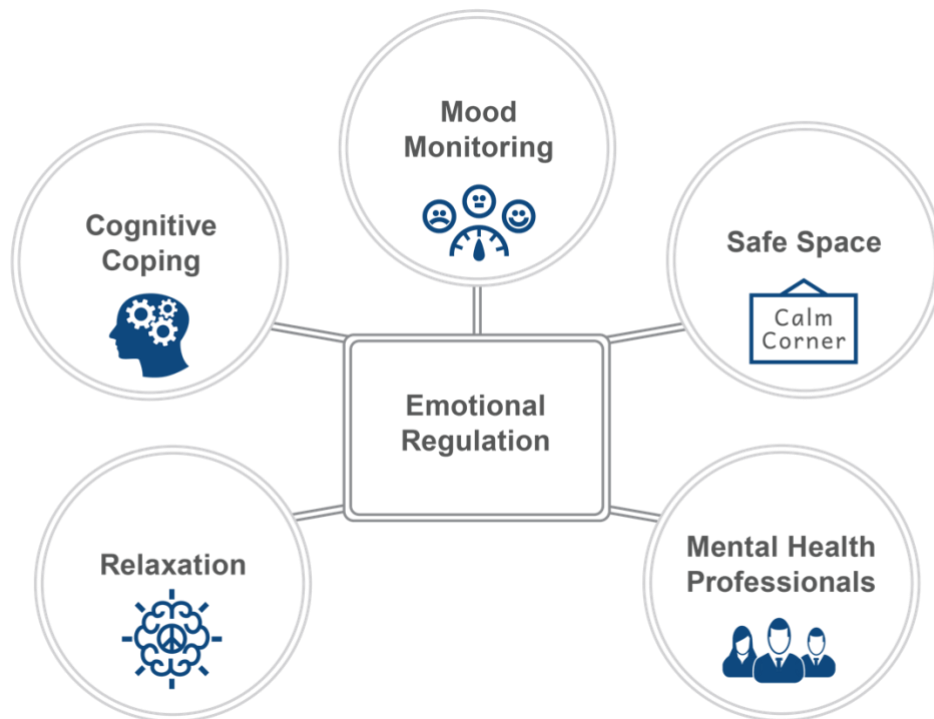 Mood
Monitoring
Cognitive
Coping
Safe Space
Calm
Corner
Emotional
Regulation
Relaxation
Mental Health
Professionals